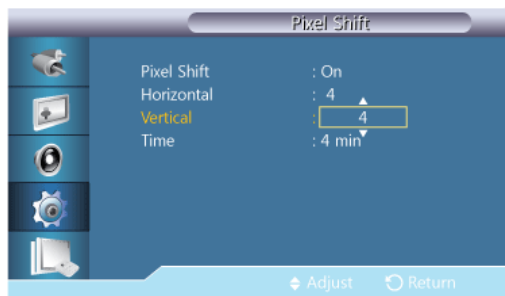 Pixel Shift
Pixel Shift : On
Horizontal : 4
Vertical : 4
Time : 4 min
Adjust Return